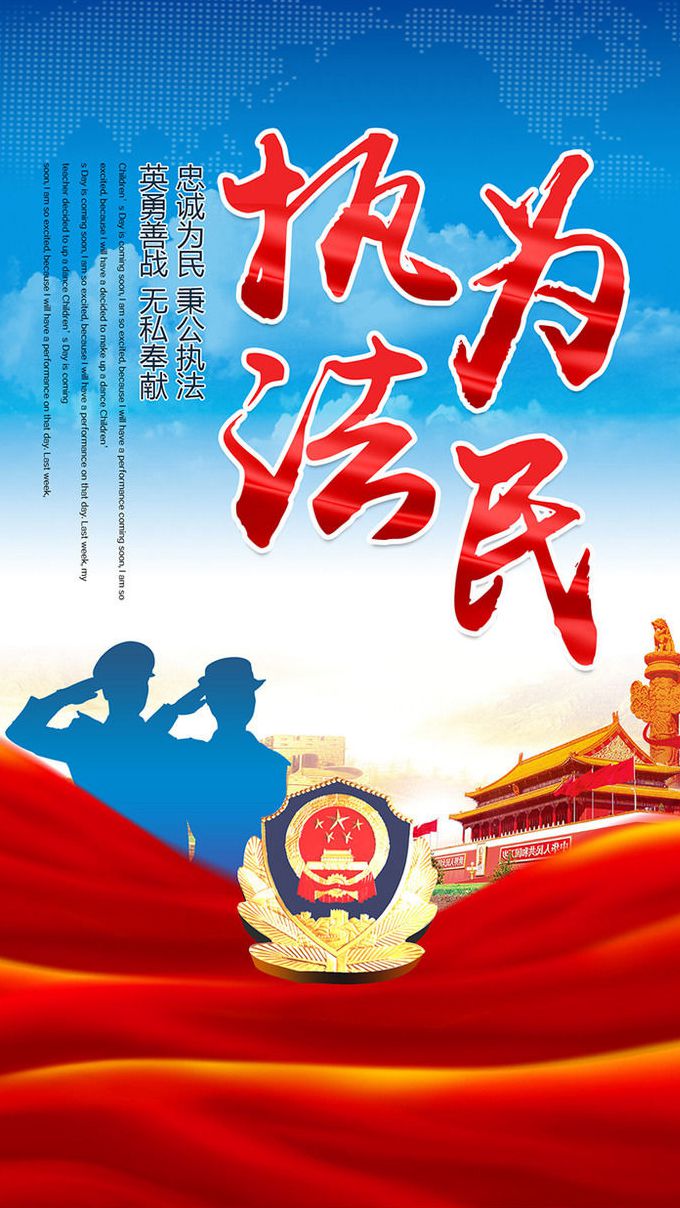 执法
为民
忠诚为民 秉公执法
英勇善战 无私奉献
Children’s Day is coming soon, I am so excited, because I will have a performance coming soon, I am so
excited, because I will have a decided to make up a dance Children’
s Day is coming soon, I am so excited, because I will have a performance on that day. Last week, my
teacher decided to up a dance Children’s Day is coming
soon, I am so excited, because I will have a performance on that day. Last week,